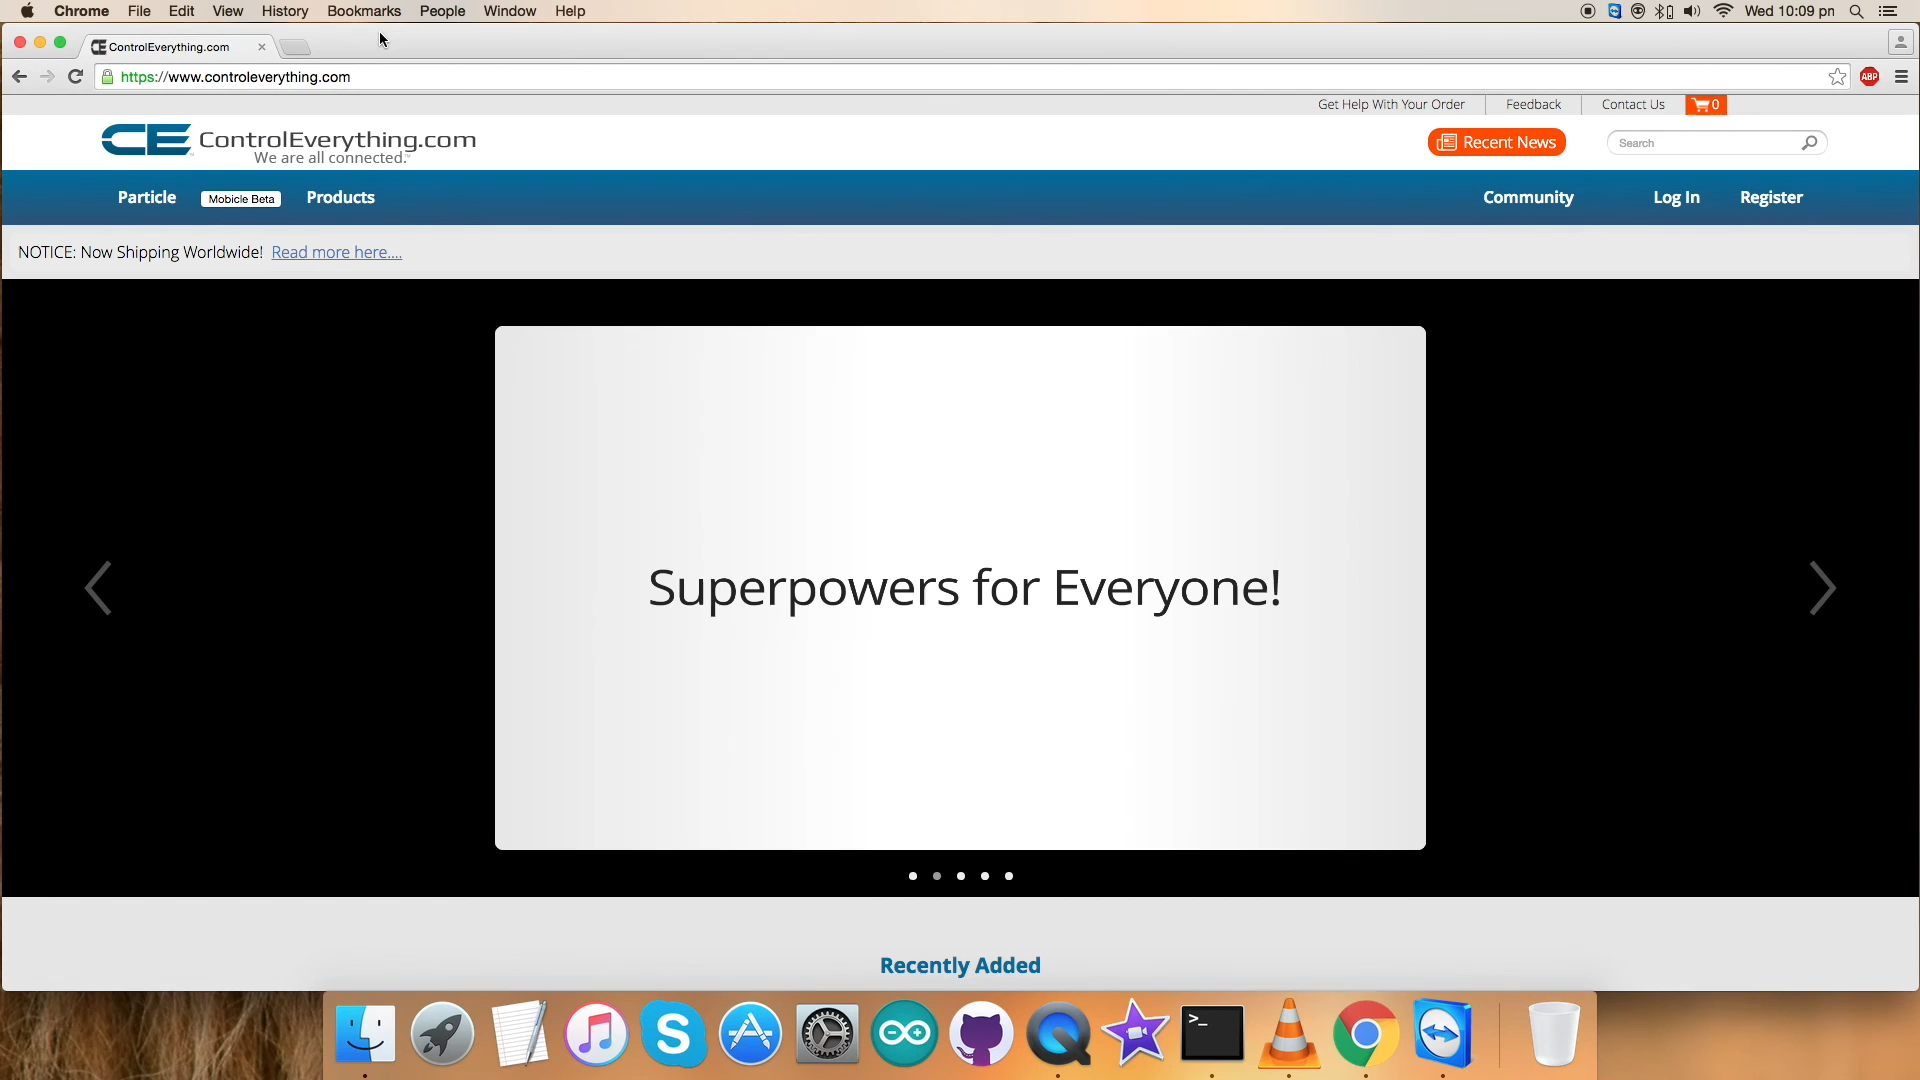 Chrome File Edit View History Bookmarks People Window Help Wed 10:09 pm
ControlEverything.com
https://www.controleverything.com ABP
Get Help With Your Order Feedback Contact Us 0
CE ControlEverything.com
We are all connected.™
Recent News Search
Particle Mobicle Beta Products Community Log In Register
NOTICE: Now Shipping Worldwide! Read more here....
Superpowers for Everyone!
Recently Added